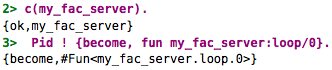 2> c(my_fac_server).
{ok,my_fac_server}
3>  Pid ! {become, fun my_fac_server:loop/0}.
{become,#Fun<my_fac_server.loop.0>}